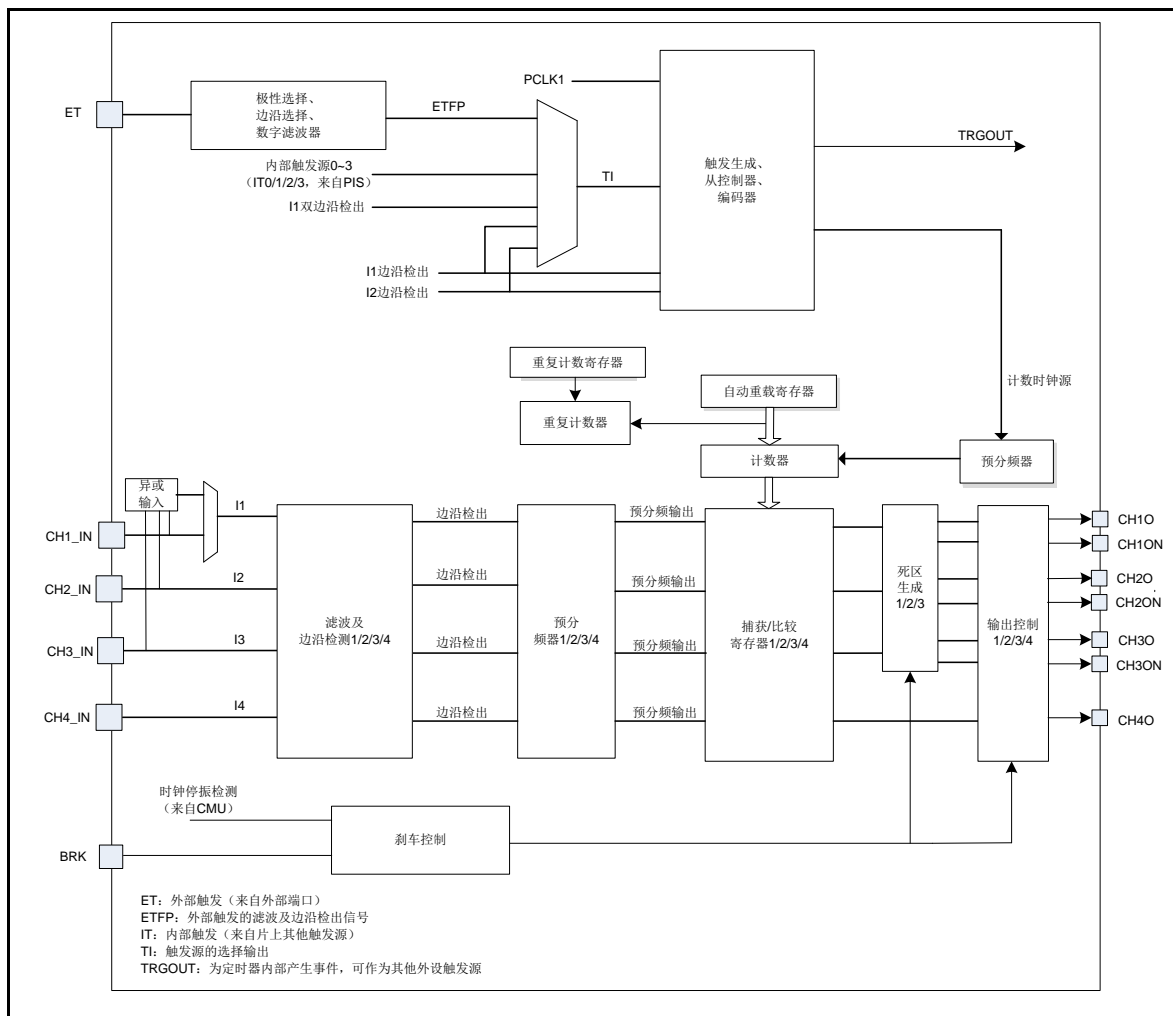 PCLK1
ET
极性选择、
边沿选择、
数字滤波器
ETFP
TRGOUT
内部触发源0~3
（IT0/1/2/3，来自PIS）
TI
触发生成、
从控制器、
编码器
I1双边沿检出
I1边沿检出
I2边沿检出
重复计数寄存器
自动重载寄存器
计数时钟源
重复计数器
计数器
预分频器
异或
输入
I1
边沿检出
预分频输出
CH1O
CH1_IN
CH1ON
I2
边沿检出
预分频输出
CH2O
CH2_IN
死区
生成
1/2/3
CH2ON
滤波及
边沿检测1/2/3/4
预分
频器1/2/3/4
捕获/比较
寄存器1/2/3/4
输出控制
1/2/3/4
I3
边沿检出
预分频输出
CH3O
CH3_IN
CH3ON
I4
边沿检出
预分频输出
CH4_IN
CH4O
时钟停振检测
（来自CMU）
刹车控制
BRK
ET：外部触发（来自外部端口）
ETFP：外部触发的滤波及边沿检出信号
IT：内部触发（来自片上其他触发源）
TI：触发源的选择输出
TRGOUT：为定时器内部产生事件，可作为其他外设触发源